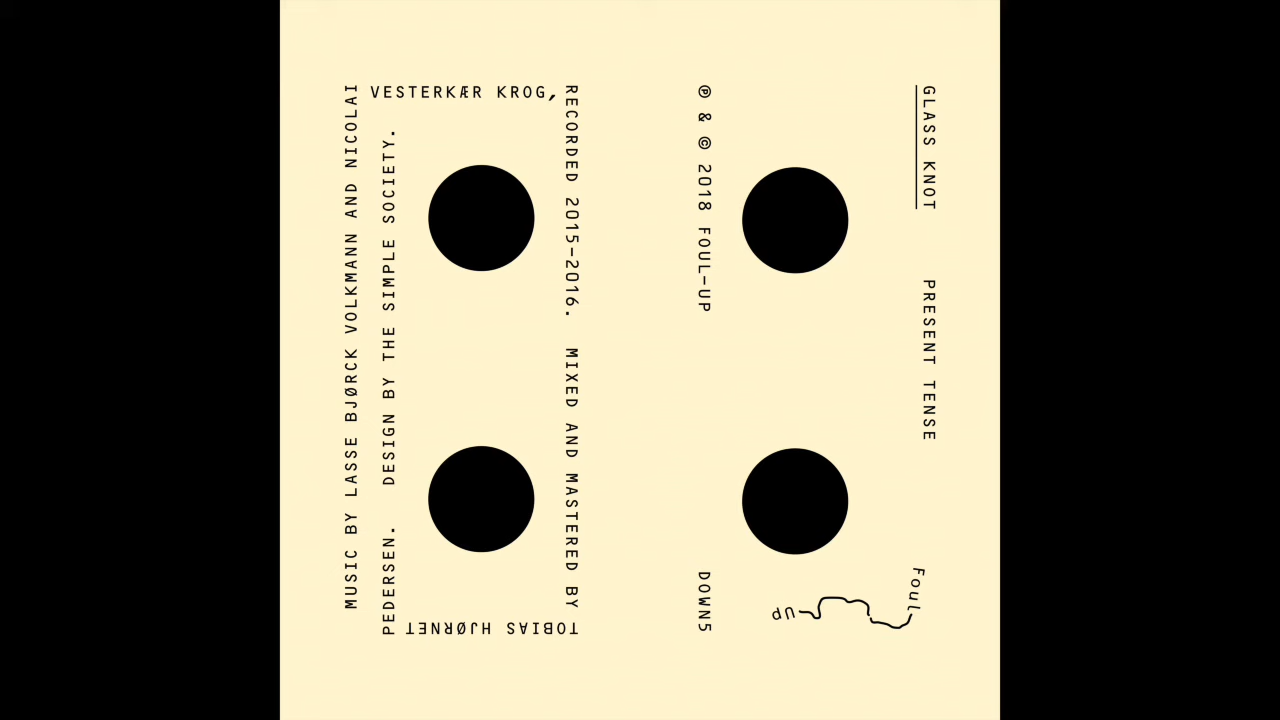 MUSIC BY LASSE BJØRCK VOLKMANN AND NICOLAI
VESTERKÆR KROG,
RECORDED 2015–2016. MIXED AND MASTERED BY
TOBIAS HJØRNET
PEDERSEN. DESIGN BY THE SIMPLE SOCIETY.
℗ & © 2018 FOUL–UP
DOWN5
GLASS KNOT PRESENT TENSE
Foul
UP